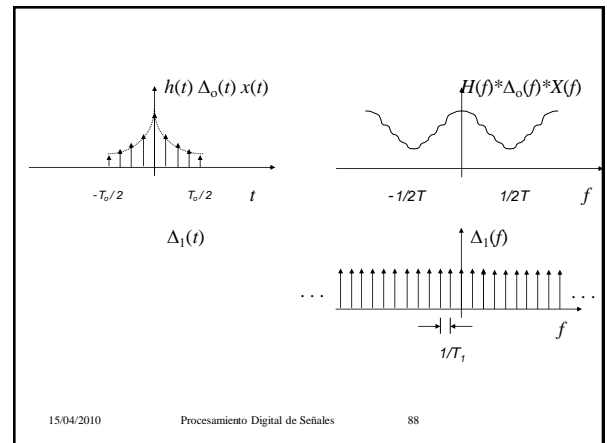 h(t) Δₒ(t) x(t)
H(f)*Δₒ(f)*X(f)
-Tₒ/2
Tₒ/2
t
-1/2T
1/2T
f
Δ₁(t)
Δ₁(f)
. . .
. . .
f
1/T₁
15/04/2010 Procesamiento Digital de Señales 88